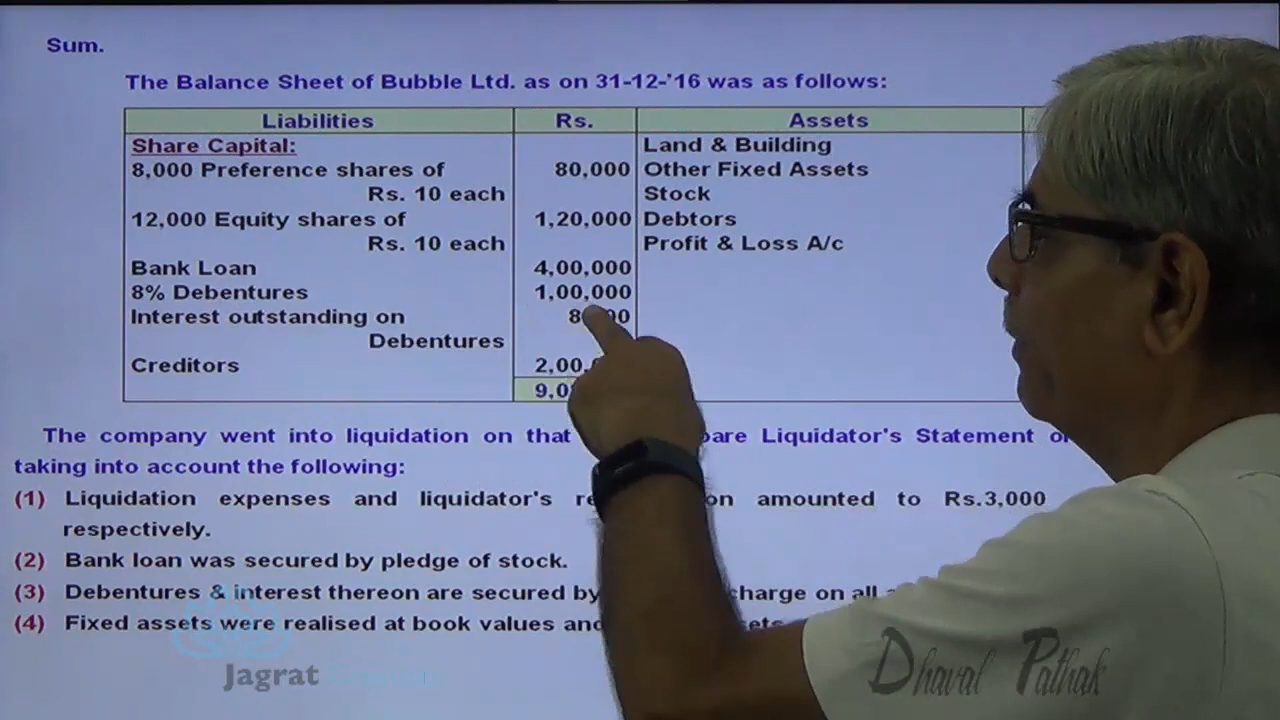 Sum.
The Balance Sheet of Bubble Ltd. as on 31-12-'16 was as follows:
Liabilities Rs. Assets
Share Capital: Land & Building
8,000 Preference shares of 80,000 Other Fixed Assets
Rs. 10 each Stock
12,000 Equity shares of 1,20,000 Debtors
Rs. 10 each Profit & Loss A/c
Bank Loan 4,00,000
8% Debentures 1,00,000
Interest outstanding on
Debentures
Creditors
The company went into liquidation on that Liquidator's Statement
taking into account the following:
(1) Liquidation expenses and liquidator's amounted to Rs.3,000
respectively.
(2) Bank loan was secured by pledge of stock.
(3) Debentures & interest thereon are secured by charge on all
(4) Fixed assets were realised at book values
Jagrat
Dhaval Pathak